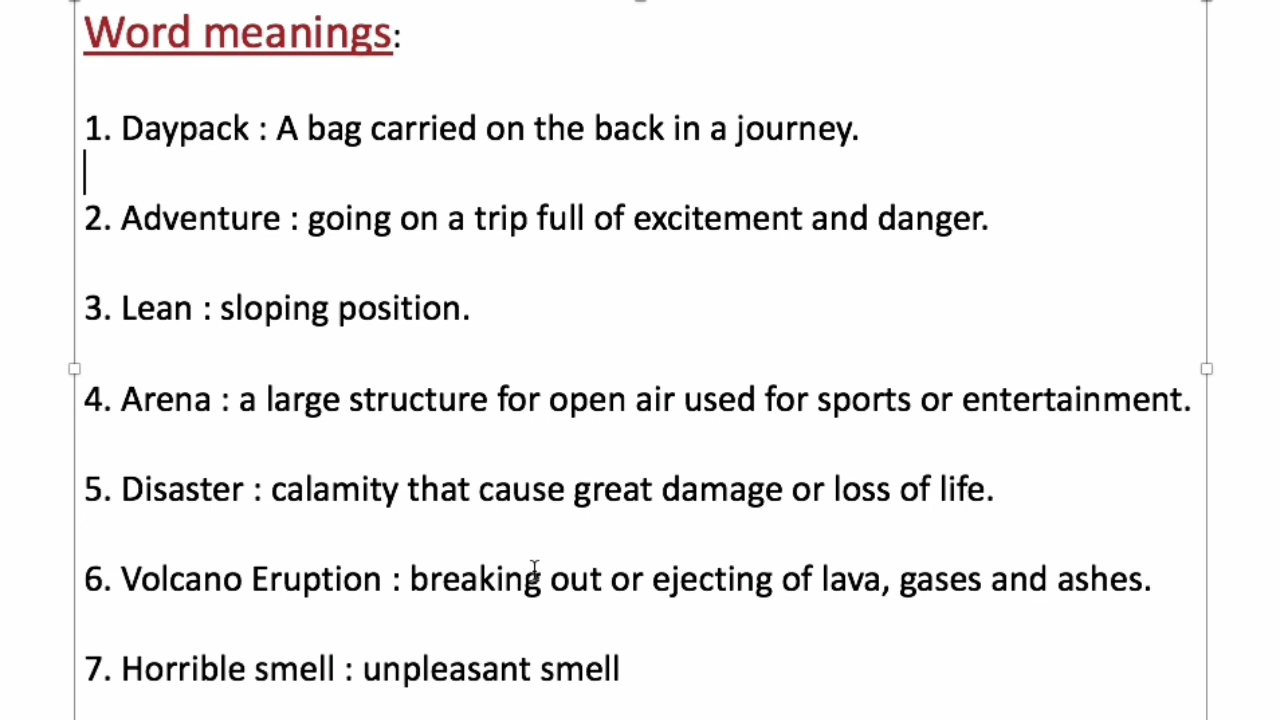 Word meanings:
1. Daypack : A bag carried on the back in a journey.
2. Adventure : going on a trip full of excitement and danger.
3. Lean : sloping position.
4. Arena : a large structure for open air used for sports or entertainment.
5. Disaster : calamity that cause great damage or loss of life.
6. Volcano Eruption : breaking out or ejecting of lava, gases and ashes.
7. Horrible smell : unpleasant smell